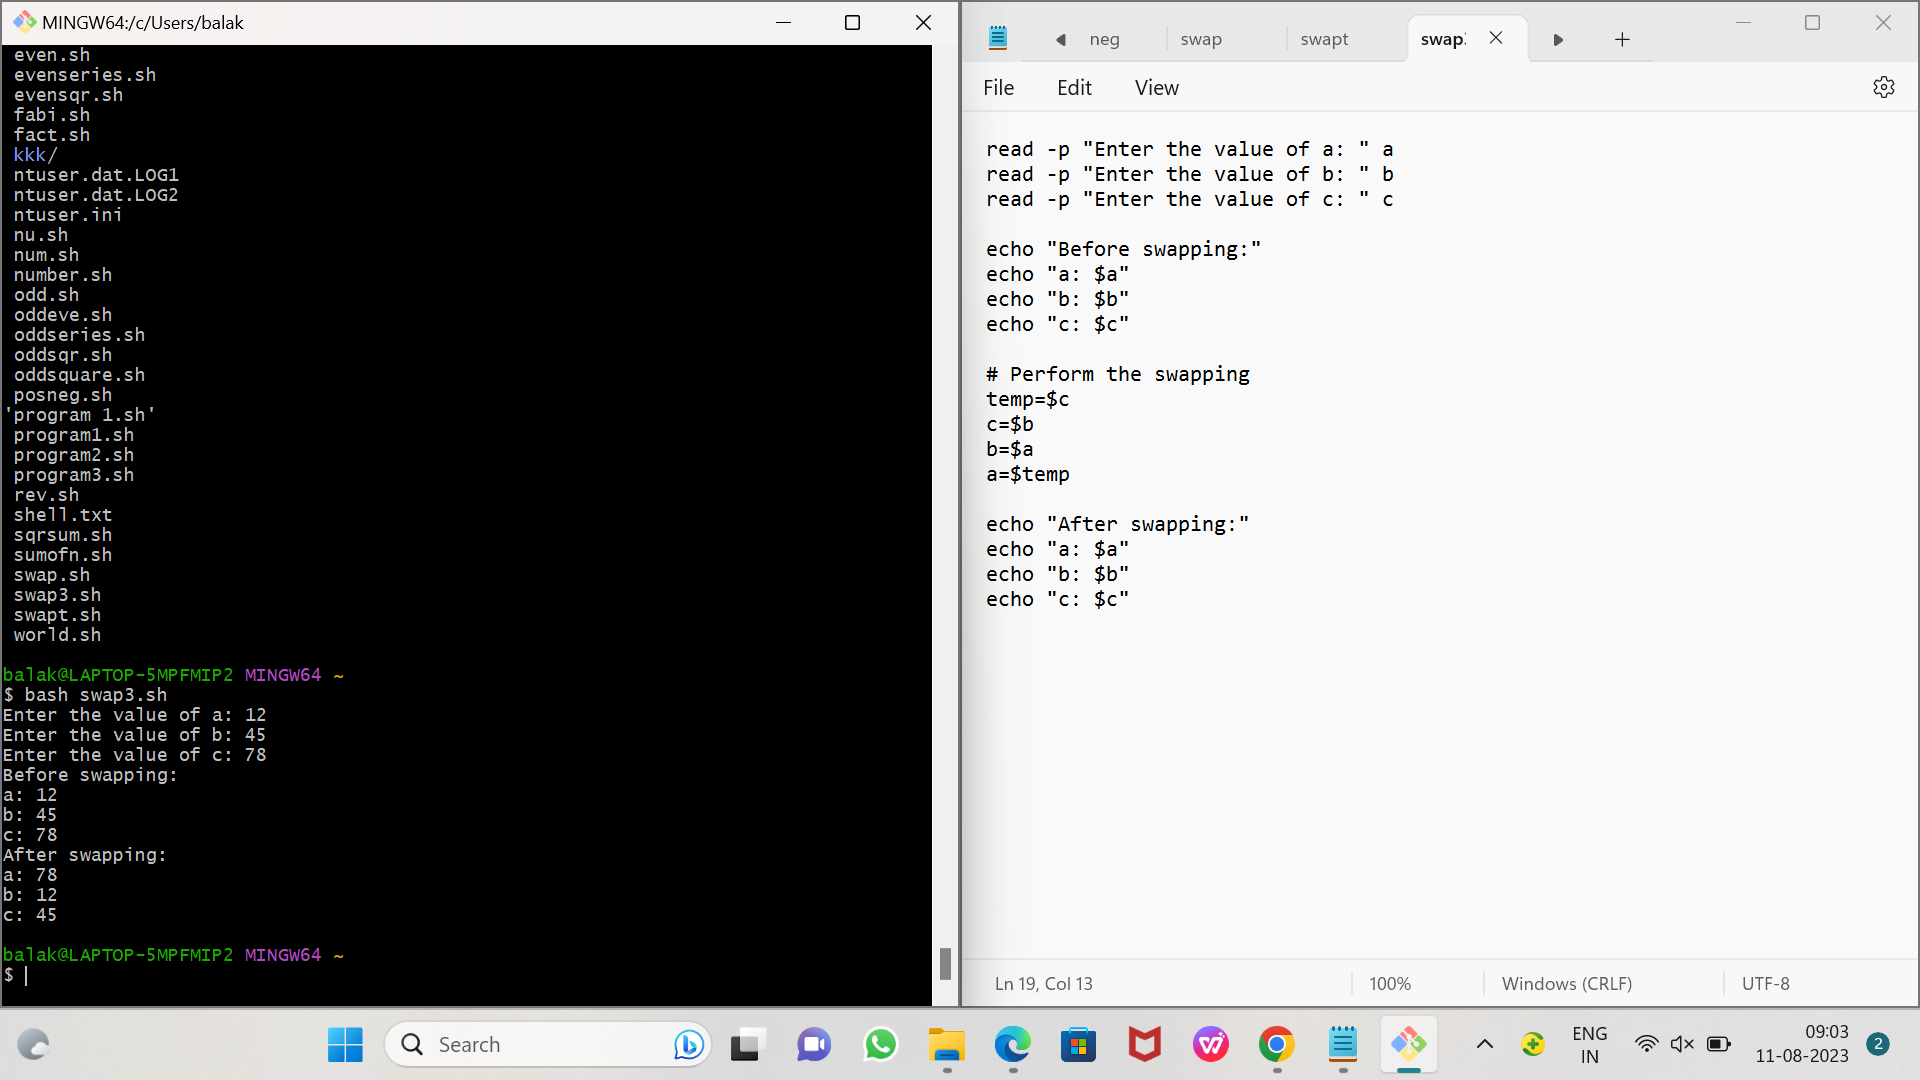 MINGW64:/c/Users/balak
even.sh
evenseries.sh
evensqr.sh
fabi.sh
fact.sh
kkk/
ntuser.dat.LOG1
ntuser.dat.LOG2
ntuser.ini
nu.sh
num.sh
number.sh
odd.sh
oddeve.sh
oddseries.sh
oddsqr.sh
oddsquare.sh
posneg.sh
'program 1.sh'
program1.sh
program2.sh
program3.sh
rev.sh
shell.txt
sqrsum.sh
sumofn.sh
swap.sh
swap3.sh
swapt.sh
world.sh
balak@LAPTOP-5MPFMIP2 MINGW64 ~
$ bash swap3.sh
Enter the value of a: 12
Enter the value of b: 45
Enter the value of c: 78
Before swapping:
a: 12
b: 45
c: 78
After swapping:
a: 78
b: 12
c: 45
balak@LAPTOP-5MPFMIP2 MINGW64 ~
$
neg swap swapt swap
File Edit View
read -p "Enter the value of a: " a
read -p "Enter the value of b: " b
read -p "Enter the value of c: " c
echo "Before swapping:"
echo "a: $a"
echo "b: $b"
echo "c: $c"
# Perform the swapping
temp=$c
c=$b
b=$a
a=$temp
echo "After swapping:"
echo "a: $a"
echo "b: $b"
echo "c: $c"
Ln 19, Col 13 100% Windows (CRLF) UTF-8
Search
ENG
IN
09:03
11-08-2023
2